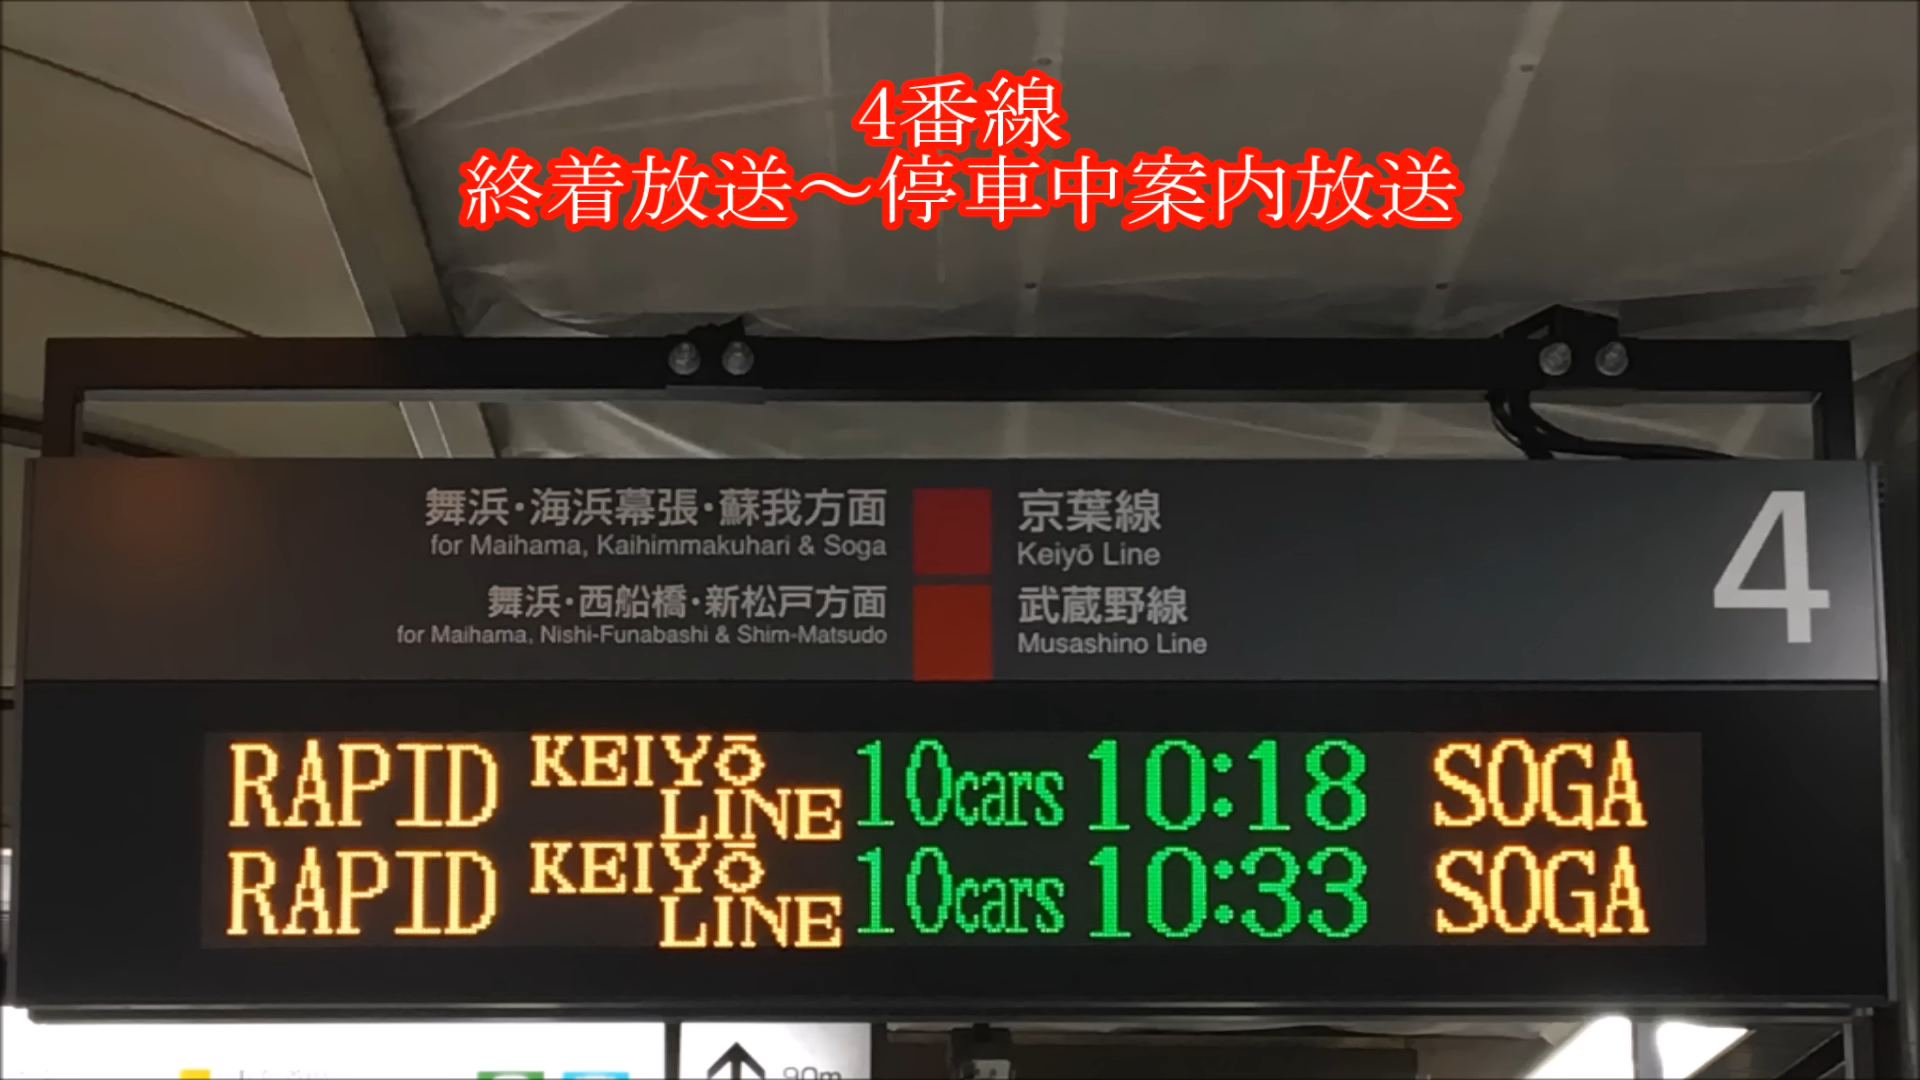 4番線
終着放送～停車中案内放送
舞浜・海浜幕張・蘇我方面 京葉線 4
for Maihama, Kaihimmakuhari & Soga Keiyō Line
舞浜・西船橋・新松戸方面 武蔵野線
for Maihama, Nishi-Funabashi & Shim-Matsudo Musashino Line
RAPID KEIYŌ LINE 10cars 10:18 SOGA
RAPID KEIYŌ LINE 10cars 10:33 SOGA
90m